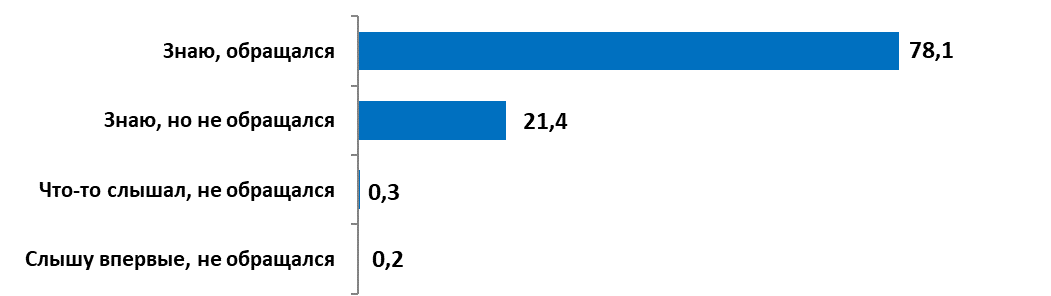 Знаю, обращался 78,1
Знаю, но не обращался 21,4
Что-то слышал, не обращался 0,3
Слышу впервые, не обращался 0,2